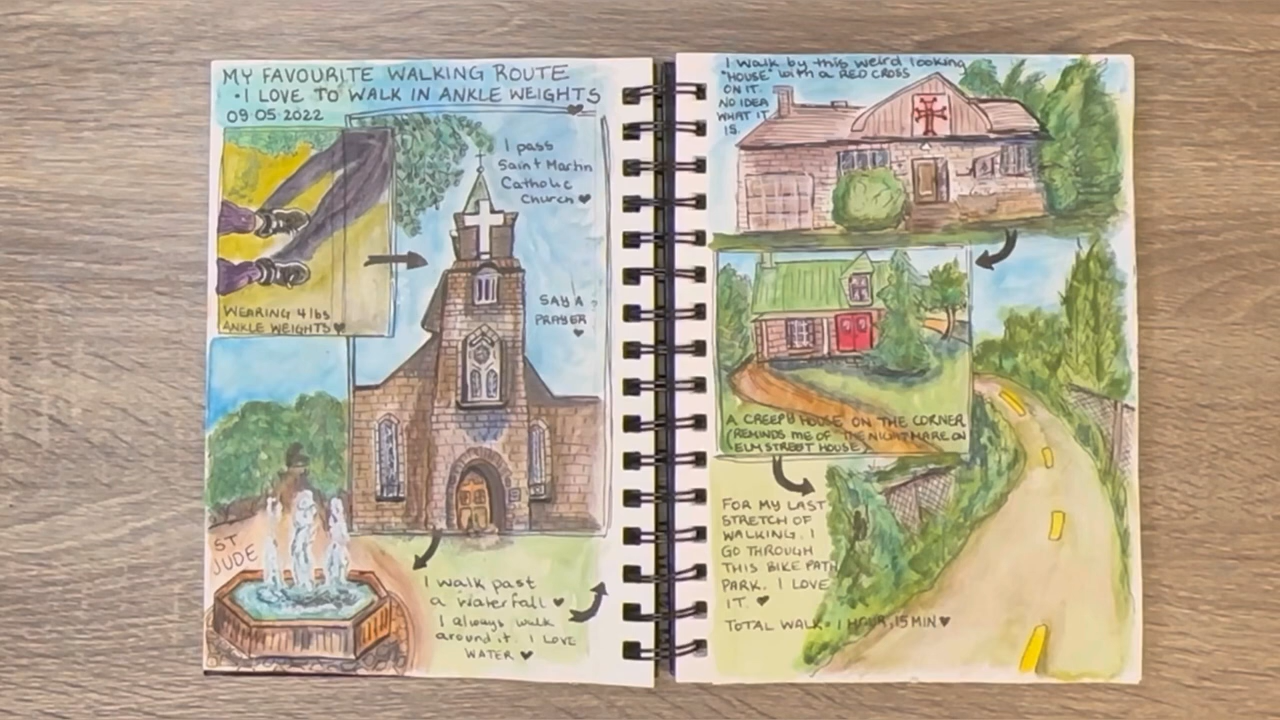 MY FAVOURITE WALKING ROUTE
• I LOVE TO WALK IN ANKLE WEIGHTS
09 05 2022
WEARING 4 lbs
ANKLE WEIGHTS
I pass
Saint Martin
Catholic
Church
SAY A
PRAYER
ST
JUDE
I walk past
a waterfall
I always walk
around it. I LOVE
WATER
I walk by this weird looking
"HOUSE" with a RED CROSS
ON IT.
NO IDEA
WHAT IT
IS.
A CREEPY HOUSE ON THE CORNER
(REMINDS ME OF THE NIGHTMARE ON
ELM STREET HOUSE)
FOR MY LAST
STRETCH OF
WALKING. I
GO THROUGH
THIS BIKE PATH
PARK. I LOVE
IT.
TOTAL WALK: 1 HOUR, 15 MIN